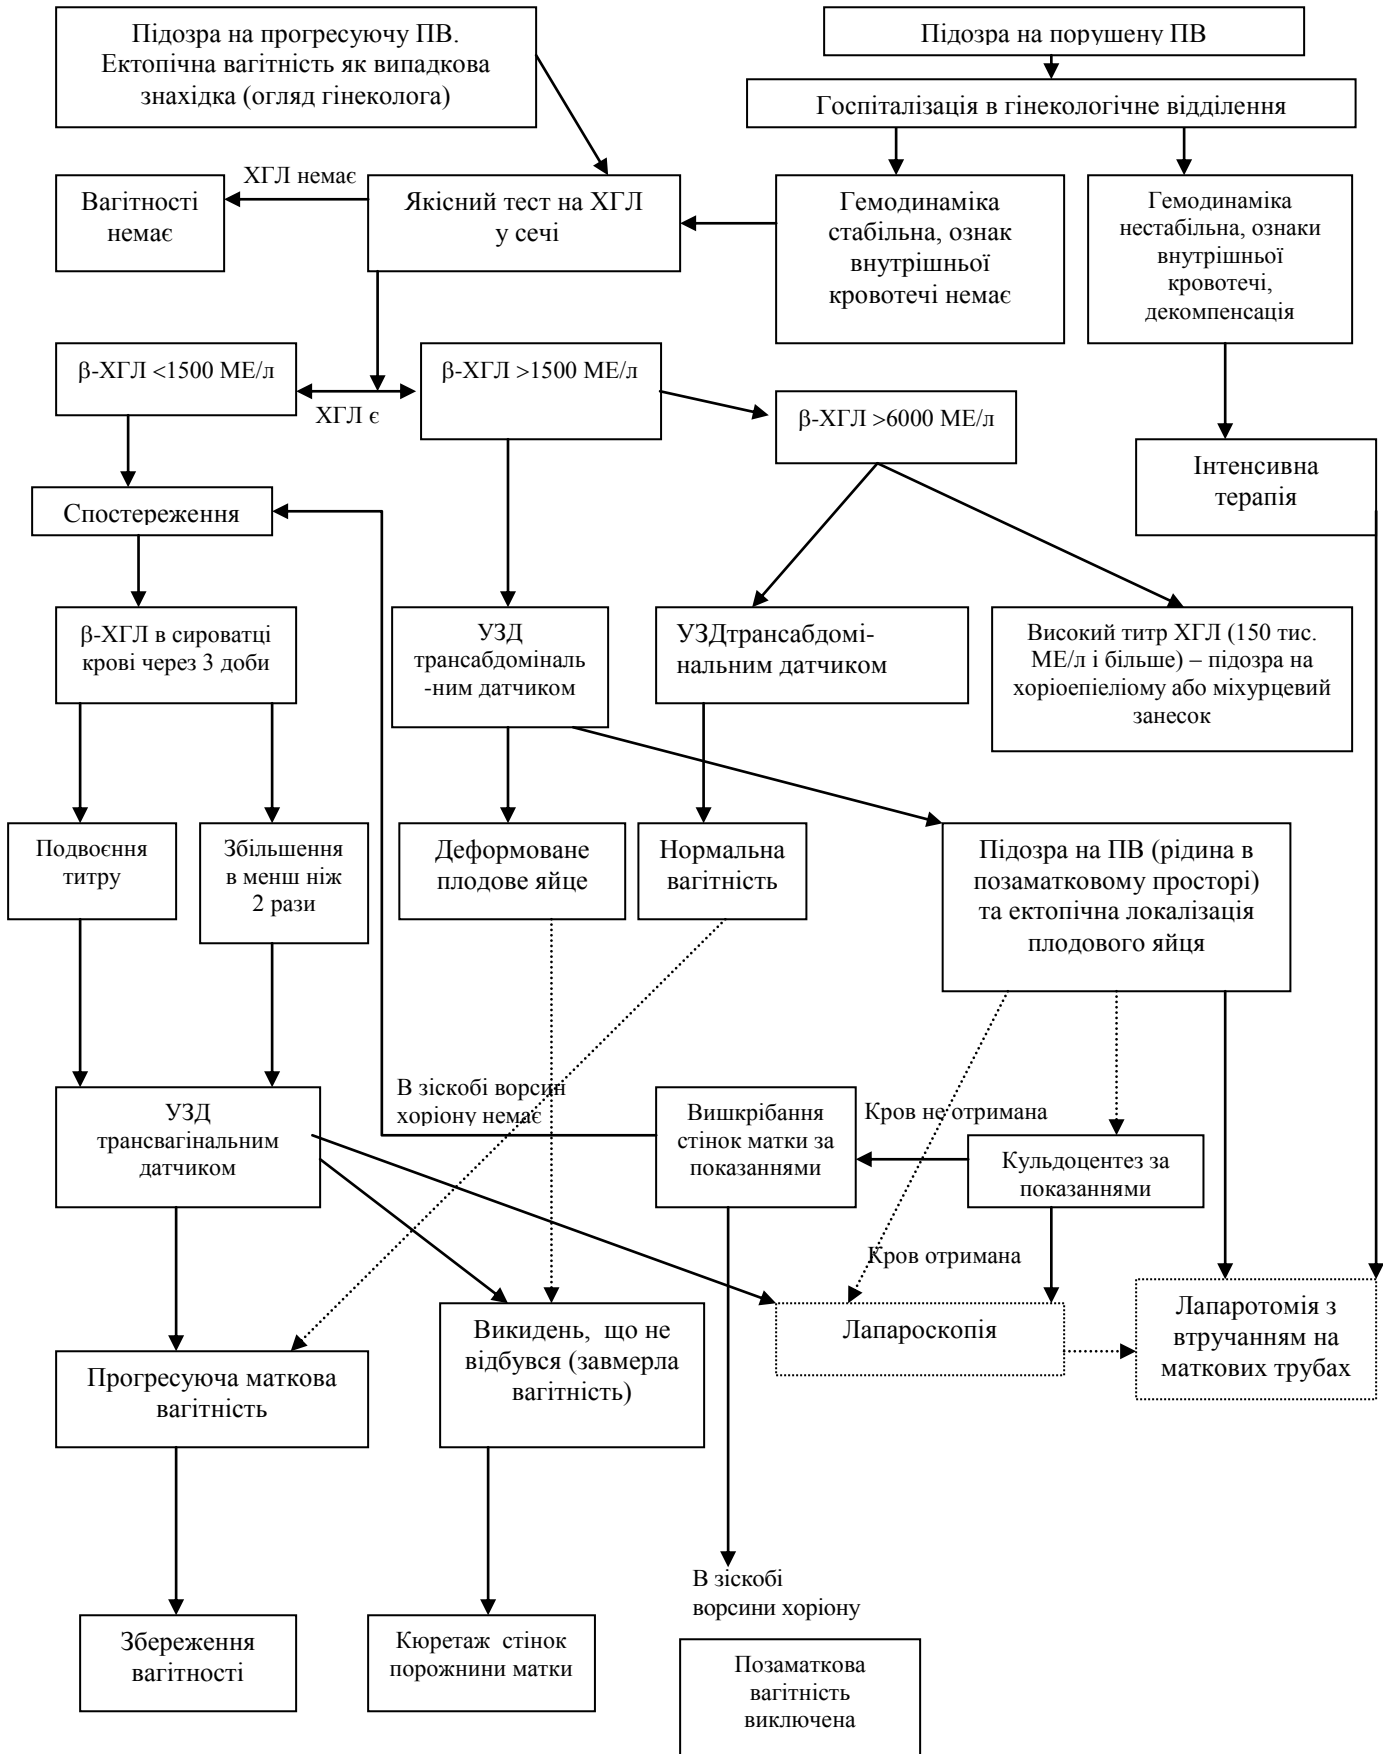 Підозра на прогресуючу ПВ.
Ектопічна вагітність як випадкова
знахідка (огляд гінеколога)
Підозра на порушену ПВ
Госпіталізація в гінекологічне відділення
ХГЛ немає
Вагітності
немає
Якісний тест на ХГЛ
у сечі
Гемодинаміка
стабільна, ознак
внутрішньої
кровотечі немає
Гемодинаміка
нестабільна, ознаки
внутрішньої
кровотечі,
декомпенсація
β-ХГЛ <1500 МЕ/л
ХГЛ є
β-ХГЛ >1500 МЕ/л
β-ХГЛ >6000 МЕ/л
Інтенсивна
терапія
Спостереження
β-ХГЛ в сироватці
крові через 3 доби
УЗД
трансабдоміналь
-ним датчиком
УЗДтрансабдомі-
нальним датчиком
Високий титр ХГЛ (150 тис.
МЕ/л і більше) – підозра на
хоріоепіеліому або міхурцевий
занесок
Подвоєння
титру
Збільшення
в менш ніж
2 рази
Деформоване
плодове яйце
Нормальна
вагітність
Підозра на ПВ (рідина в
позаматковому просторі)
та ектопічна локалізація
плодового яйця
УЗД
трансвагінальним
датчиком
В зіскобі ворсин
хоріону немає
Вишкрібання
стінок матки за
показаннями
Кров не отримана
Кульдоцентез за
показаннями
Кров отримана
Прогресуюча маткова
вагітність
Викидень, що не
відбувся (завмерла
вагітність)
Лапароскопія
Лапаротомія з
втручанням на
маткових трубах
В зіскобі
ворсини хоріону
Збереження
вагітності
Кюретаж стінок
порожнини матки
Позаматкова
вагітність
виключена